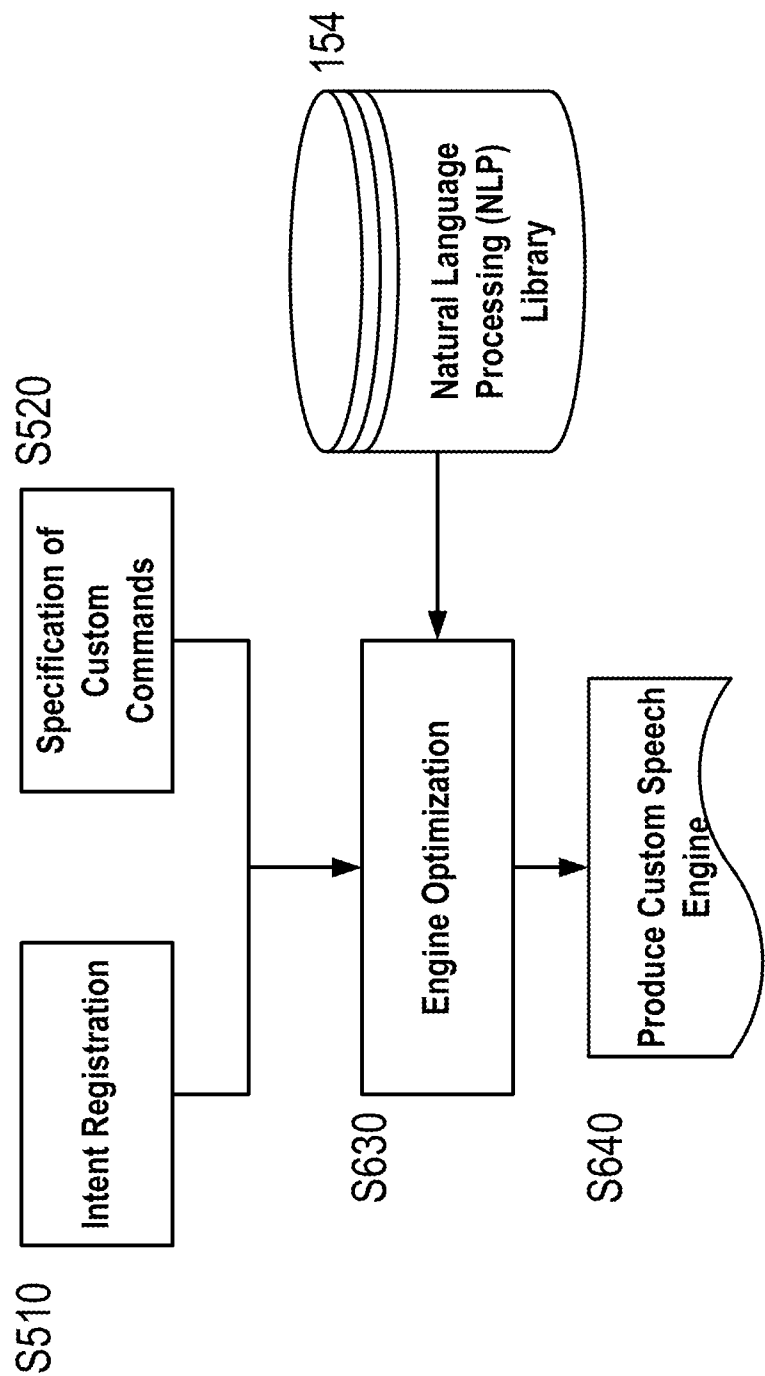 S510
Intent Registration
S520
Specification of
Custom
Commands
S630
Engine Optimization
154
Natural Language
Processing (NLP)
Library
S640
Produce Custom Speech
Engine